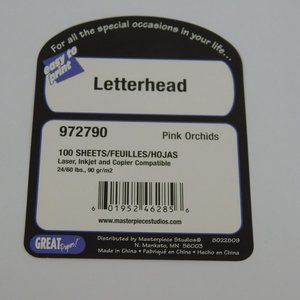 For all the special occasions in your life...
easy to
print
Letterhead
972790 Pink Orchids
100 SHEETS/FEUILLES/HOJAS
Laser, Inkjet and Copier Compatible
24/60 lbs., 90 gr/m2
6 01952 46285 6
www.masterpiecestudios.com
GREAT Papers!
Distributed by Masterpiece Studios® 8022809
N. Mankato, MN 56003
Made in China • Fabriqué en Chine • Hecho en China